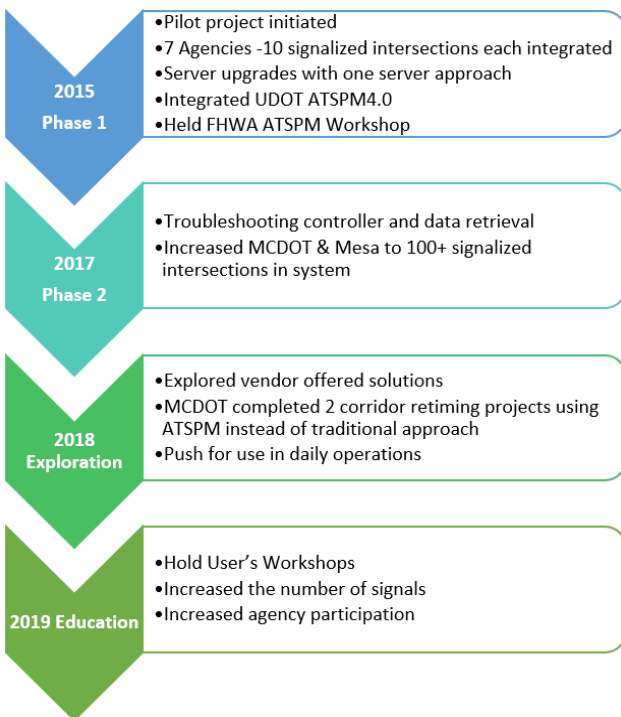 2015
Phase 1
•Pilot project initiated
•7 Agencies -10 signalized intersections each integrated
•Server upgrades with one server approach
•Integrated UDOT ATSPM4.0
•Held FHWA ATSPM Workshop
2017
Phase 2
•Troubleshooting controller and data retrieval
•Increased MCDOT & Mesa to 100+ signalized
intersections in system
2018
Exploration
•Explored vendor offered solutions
•MCDOT completed 2 corridor retiming projects using
ATSPM instead of traditional approach
•Push for use in daily operations
2019 Education
•Hold User’s Workshops
•Increased the number of signals
•Increased agency participation